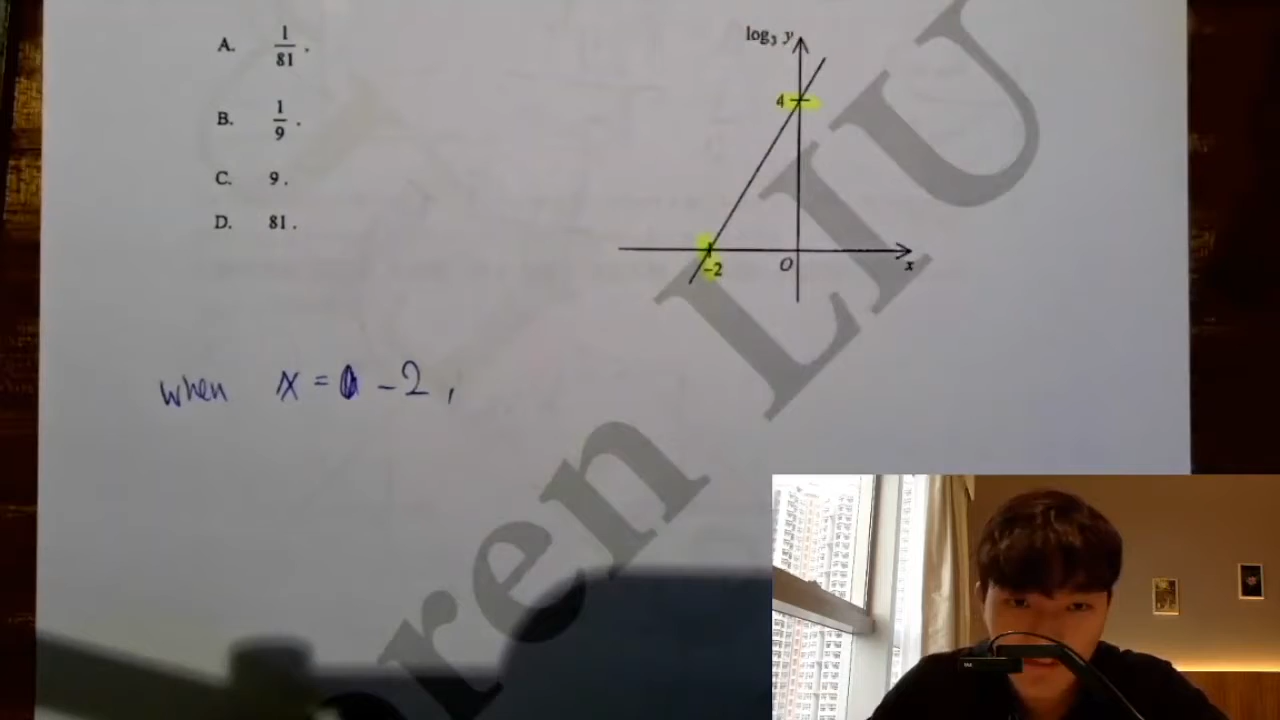 A. 1/81 .
B. 1/9 .
C. 9 .
D. 81 .
log₃ y
4
-2
O
x
when x = -2 ,
ren LIU